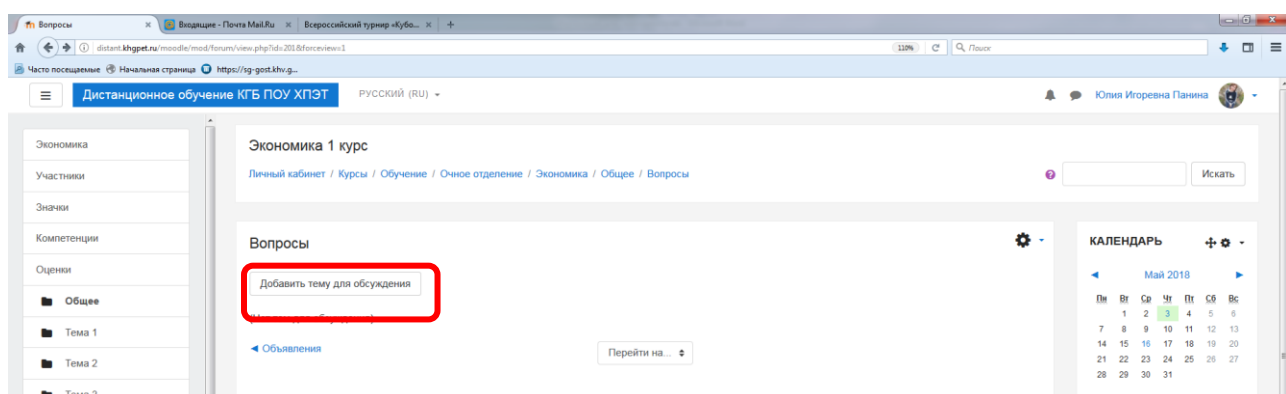 Вопросы
Входящие - Почта Mail.Ru
Всероссийский турнир «Кубо...
distant.khgpet.ru/moodle/mod/forum/view.php?id=201&forceview=1
110%
Поиск
Часто посещаемые
Начальная страница
https://sg-gost.khv.g...
Дистанционное обучение КГБ ПОУ ХПЭТ
РУССКИЙ (RU)
Юлия Игоревна Панина
Экономика
Участники
Значки
Компетенции
Оценки
Общее
Тема 1
Тема 2
Экономика 1 курс
Личный кабинет / Курсы / Обучение / Очное отделение / Экономика / Общее / Вопросы
Искать
Вопросы
Добавить тему для обсуждения
◄ Объявления
Перейти на...
КАЛЕНДАРЬ
◄ Май 2018 ►
Пн Вт Ср Чт Пт Сб Вс
1 2 3 4 5 6
7 8 9 10 11 12 13
14 15 16 17 18 19 20
21 22 23 24 25 26 27
28 29 30 31